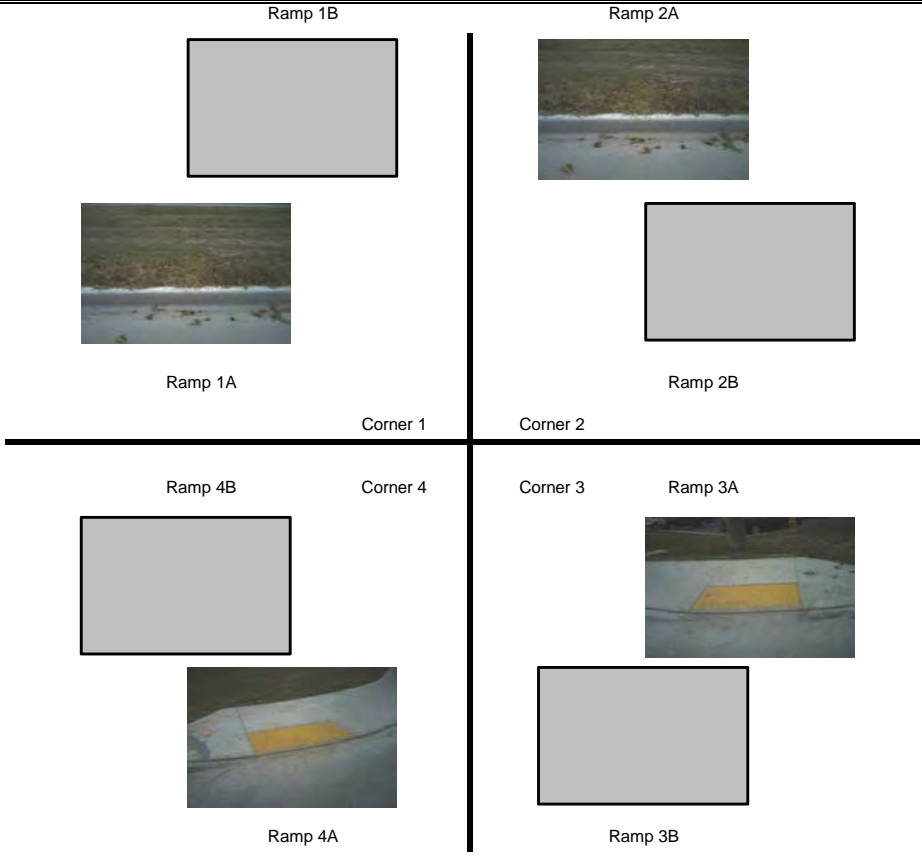 Ramp 1B
Ramp 2A
Ramp 1A
Ramp 2B
Corner 1
Corner 2
Ramp 4B
Corner 4
Corner 3
Ramp 3A
Ramp 4A
Ramp 3B